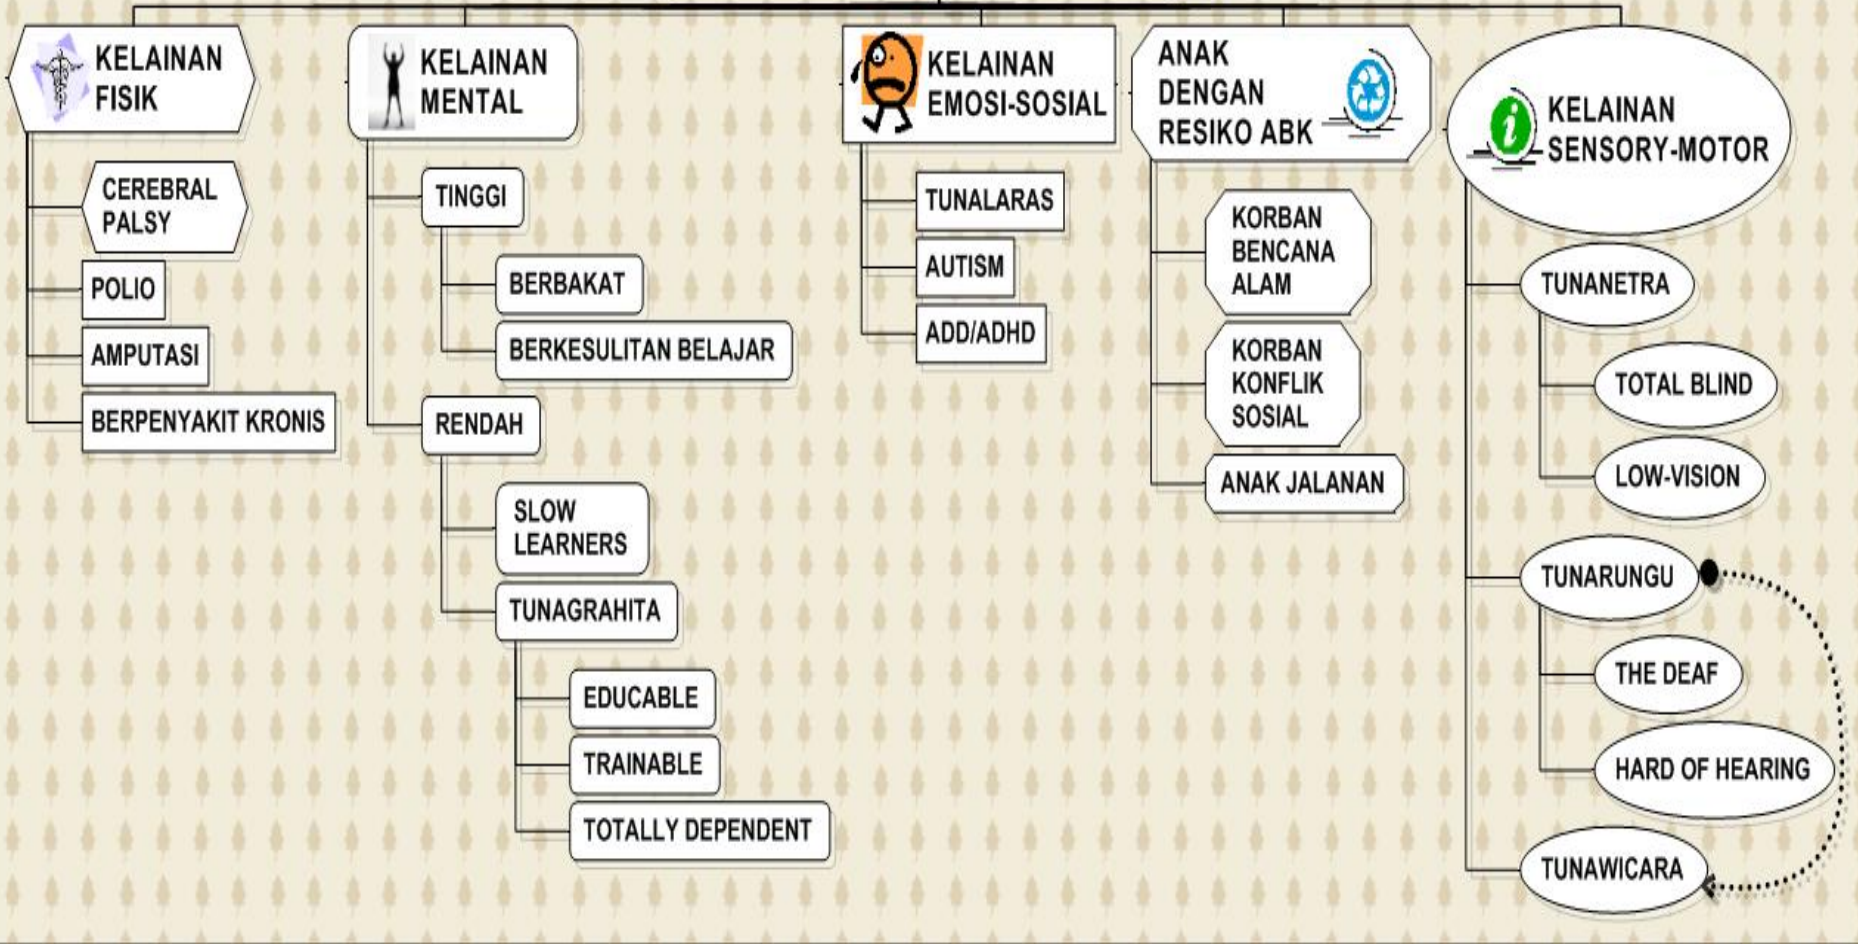 KELAINAN
FISIK
CEREBRAL
PALSY
POLIO
AMPUTASI
BERPENYAKIT KRONIS
KELAINAN
MENTAL
TINGGI
BERBAKAT
BERKESULITAN BELAJAR
RENDAH
SLOW
LEARNERS
TUNAGRAHITA
EDUCABLE
TRAINABLE
TOTALLY DEPENDENT
KELAINAN
EMOSI-SOSIAL
TUNALARAS
AUTISM
ADD/ADHD
ANAK
DENGAN
RESIKO ABK
KORBAN
BENCANA
ALAM
KORBAN
KONFLIK
SOSIAL
ANAK JALANAN
i
KELAINAN
SENSORY-MOTOR
TUNANETRA
TOTAL BLIND
LOW-VISION
TUNARUNGU
THE DEAF
HARD OF HEARING
TUNAWICARA